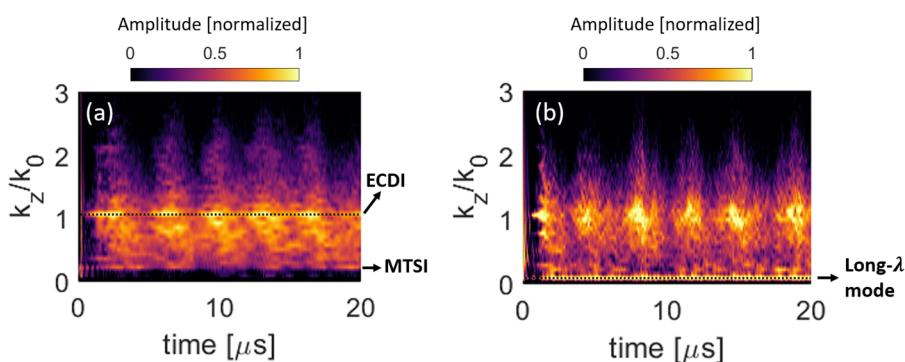 Amplitude [normalized]
0 0.5 1
(a)
3
2
1
0
k_z/k_0
ECDI
MTSI
0 10 20
time [μs]
Amplitude [normalized]
0 0.5 1
(b)
3
2
1
0
k_z/k_0
Long-λ
mode
0 10 20
time [μs]